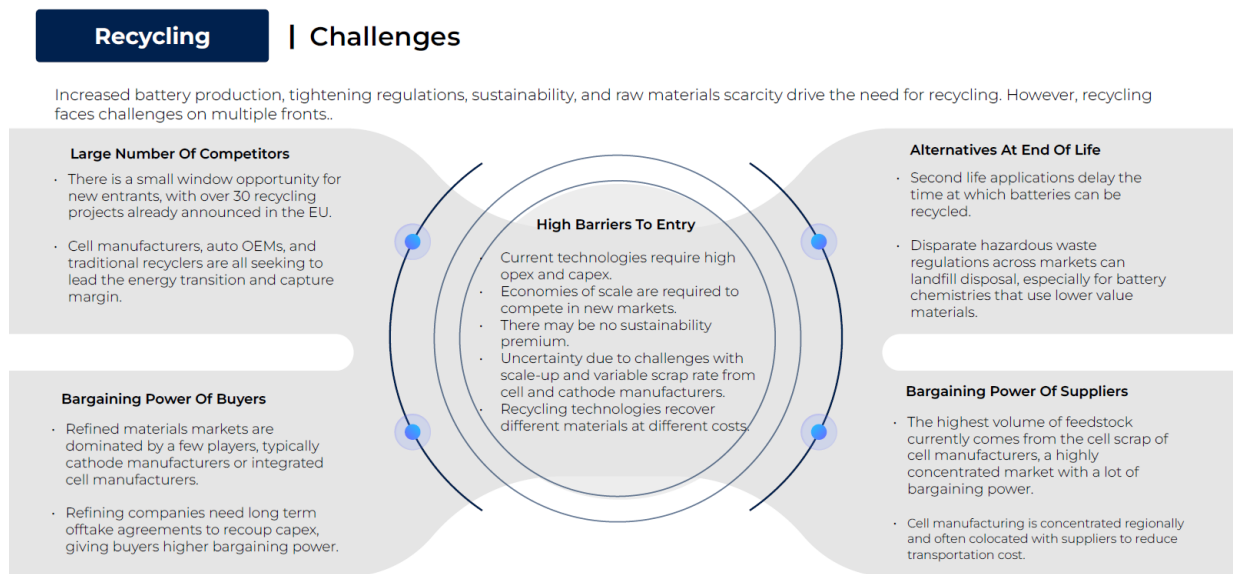 Recycling | Challenges
Increased battery production, tightening regulations, sustainability, and raw materials scarcity drive the need for recycling. However, recycling
faces challenges on multiple fronts..
Large Number Of Competitors
· There is a small window opportunity for
new entrants, with over 30 recycling
projects already announced in the EU.
· Cell manufacturers, auto OEMs, and
traditional recyclers are all seeking to
lead the energy transition and capture
margin.
Bargaining Power Of Buyers
· Refined materials markets are
dominated by a few players, typically
cathode manufacturers or integrated
cell manufacturers.
· Refining companies need long term
offtake agreements to recoup capex,
giving buyers higher bargaining power.
High Barriers To Entry
· Current technologies require high
opex and capex.
· Economies of scale are required to
compete in new markets.
· There may be no sustainability
premium.
· Uncertainty due to challenges with
scale-up and variable scrap rate from
cell and cathode manufacturers.
· Recycling technologies recover
different materials at different costs.
Alternatives At End Of Life
· Second life applications delay the
time at which batteries can be
recycled.
· Disparate hazardous waste
regulations across markets can
landfill disposal, especially for battery
chemistries that use lower value
materials.
Bargaining Power Of Suppliers
· The highest volume of feedstock
currently comes from the cell scrap of
cell manufacturers, a highly
concentrated market with a lot of
bargaining power.
· Cell manufacturing is concentrated regionally
and often colocated with suppliers to reduce
transportation cost.